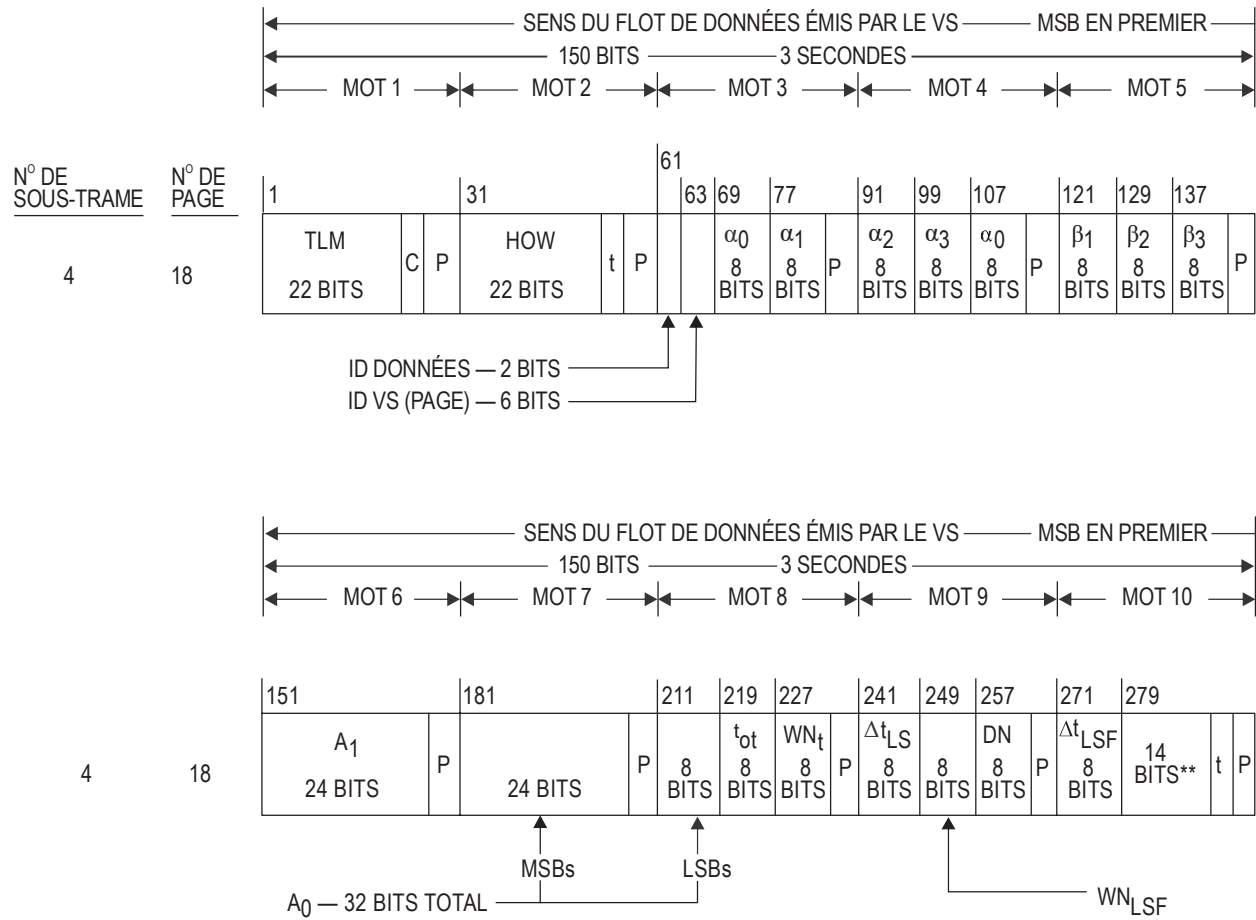 SENS DU FLOT DE DONNÉES ÉMIS PAR LE VS MSB EN PREMIER
150 BITS 3 SECONDES
MOT 1 MOT 2 MOT 3 MOT 4 MOT 5
N° DE SOUS-TRAME
N° DE PAGE
61
1 31 63 69 77 91 99 107 121 129 137
4 18
TLM 22 BITS C P HOW 22 BITS t P α0 8 BITS α1 8 BITS P α2 8 BITS α3 8 BITS α0 8 BITS P β1 8 BITS β2 8 BITS β3 8 BITS P
ID DONNÉES — 2 BITS
ID VS (PAGE) — 6 BITS
SENS DU FLOT DE DONNÉES ÉMIS PAR LE VS MSB EN PREMIER
150 BITS 3 SECONDES
MOT 6 MOT 7 MOT 8 MOT 9 MOT 10
151 181 211 219 227 241 249 257 271 279
4 18
A1 24 BITS P 24 BITS P 8 BITS tot 8 BITS WNt 8 BITS P ΔtLS 8 BITS 8 BITS DN 8 BITS P ΔtLSF 8 BITS 14 BITS** t P
MSBs LSBs
A0 — 32 BITS TOTAL WNLSF